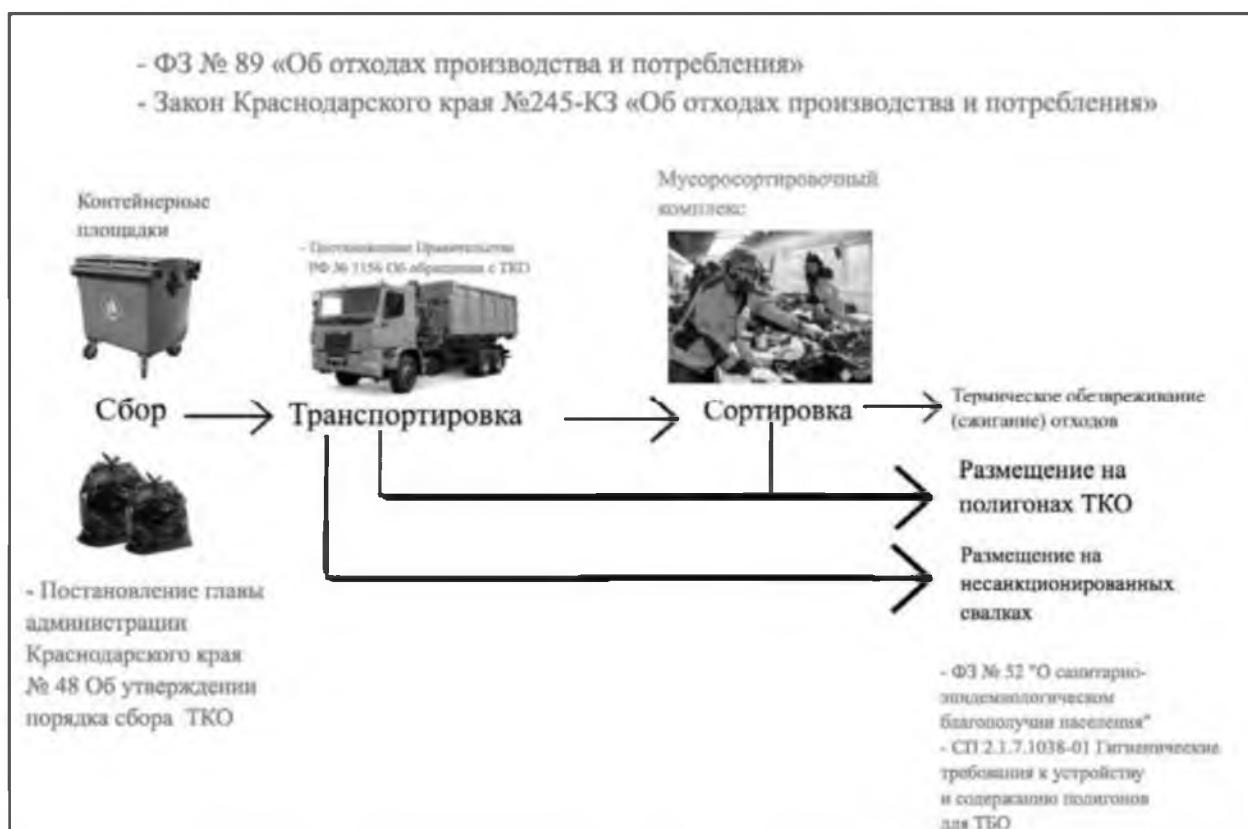 - ФЗ № 89 «Об отходах производства и потребления»
- Закон Краснодарского края №245-КЗ «Об отходах производства и потребления»
Контейнерные
площадки
- Постановление Правительства
РФ № 1156 Об обращении с ТКО
Мусоросортировочный
комплекс
Сбор
Транспортировка
Сортировка
Термическое обезвреживание
(сжигание) отходов
Размещение на
полигонах ТКО
Размещение на
несанкционированных
свалках
- Постановление главы
администрации
Краснодарского края
№ 48 Об утверждении
порядка сбора ТКО
- ФЗ № 52 "О санитарно-
эпидемиологическом
благополучии населения"
- СП 2.1.7.1038-01 Гигиенические
требования к устройству
и содержанию полигонов
для ТБО